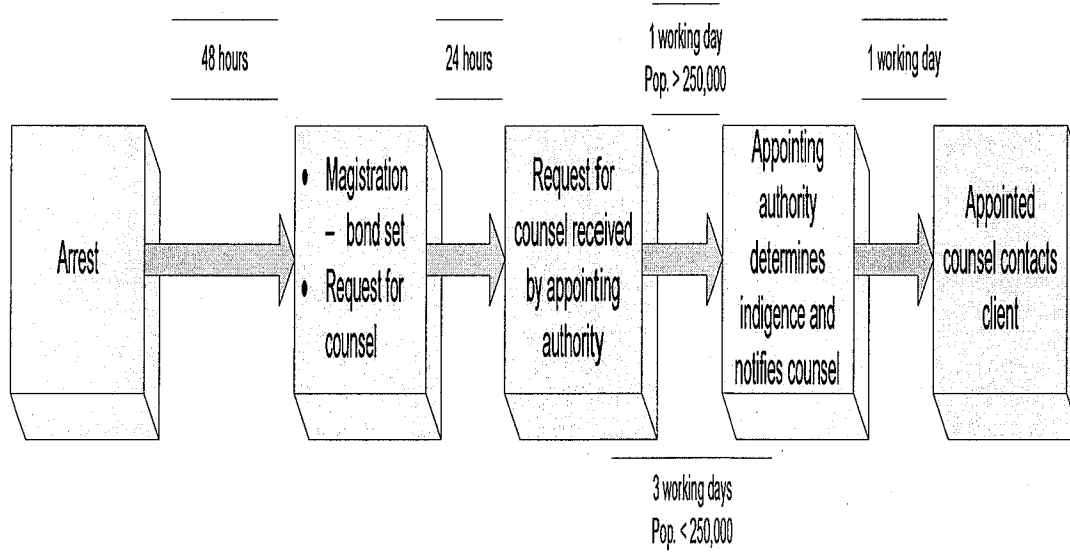 48 hours
24 hours
1 working day
Pop. > 250,000
1 working day
Arrest
• Magistration
– bond set
• Request for
counsel
Request for
counsel received
by appointing
authority
Appointing
authority
determines
indigence and
notifies counsel
Appointed
counsel contacts
client
3 working days
Pop. < 250,000